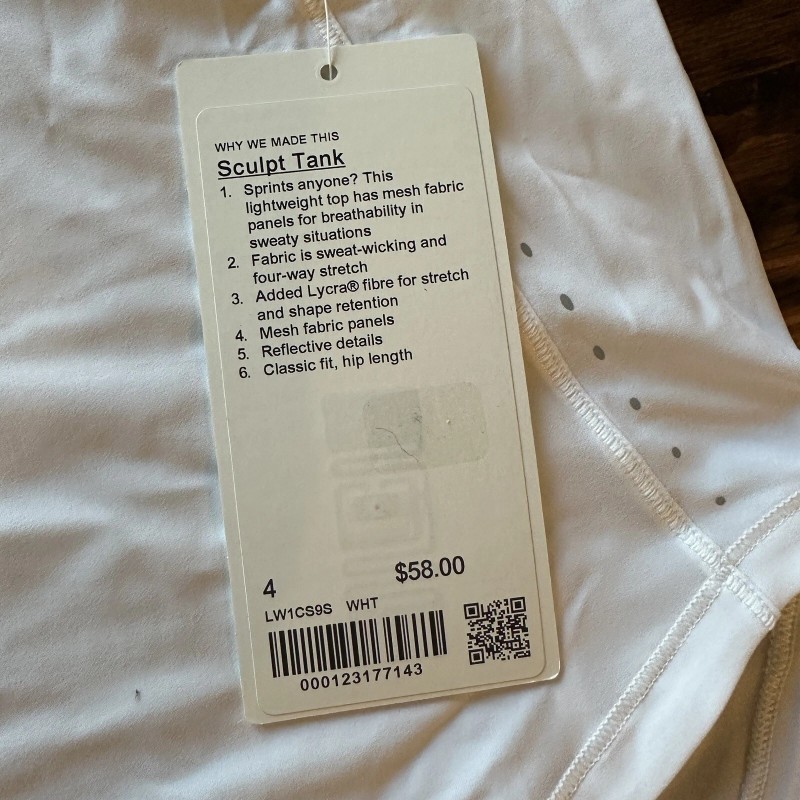 WHY WE MADE THIS
Sculpt Tank
1. Sprints anyone? This
lightweight top has mesh fabric
panels for breathability in
sweaty situations
2. Fabric is sweat-wicking and
four-way stretch
3. Added Lycra® fibre for stretch
and shape retention
4. Mesh fabric panels
5. Reflective details
6. Classic fit, hip length
4 $58.00
LW1CS9S WHT
000123177143